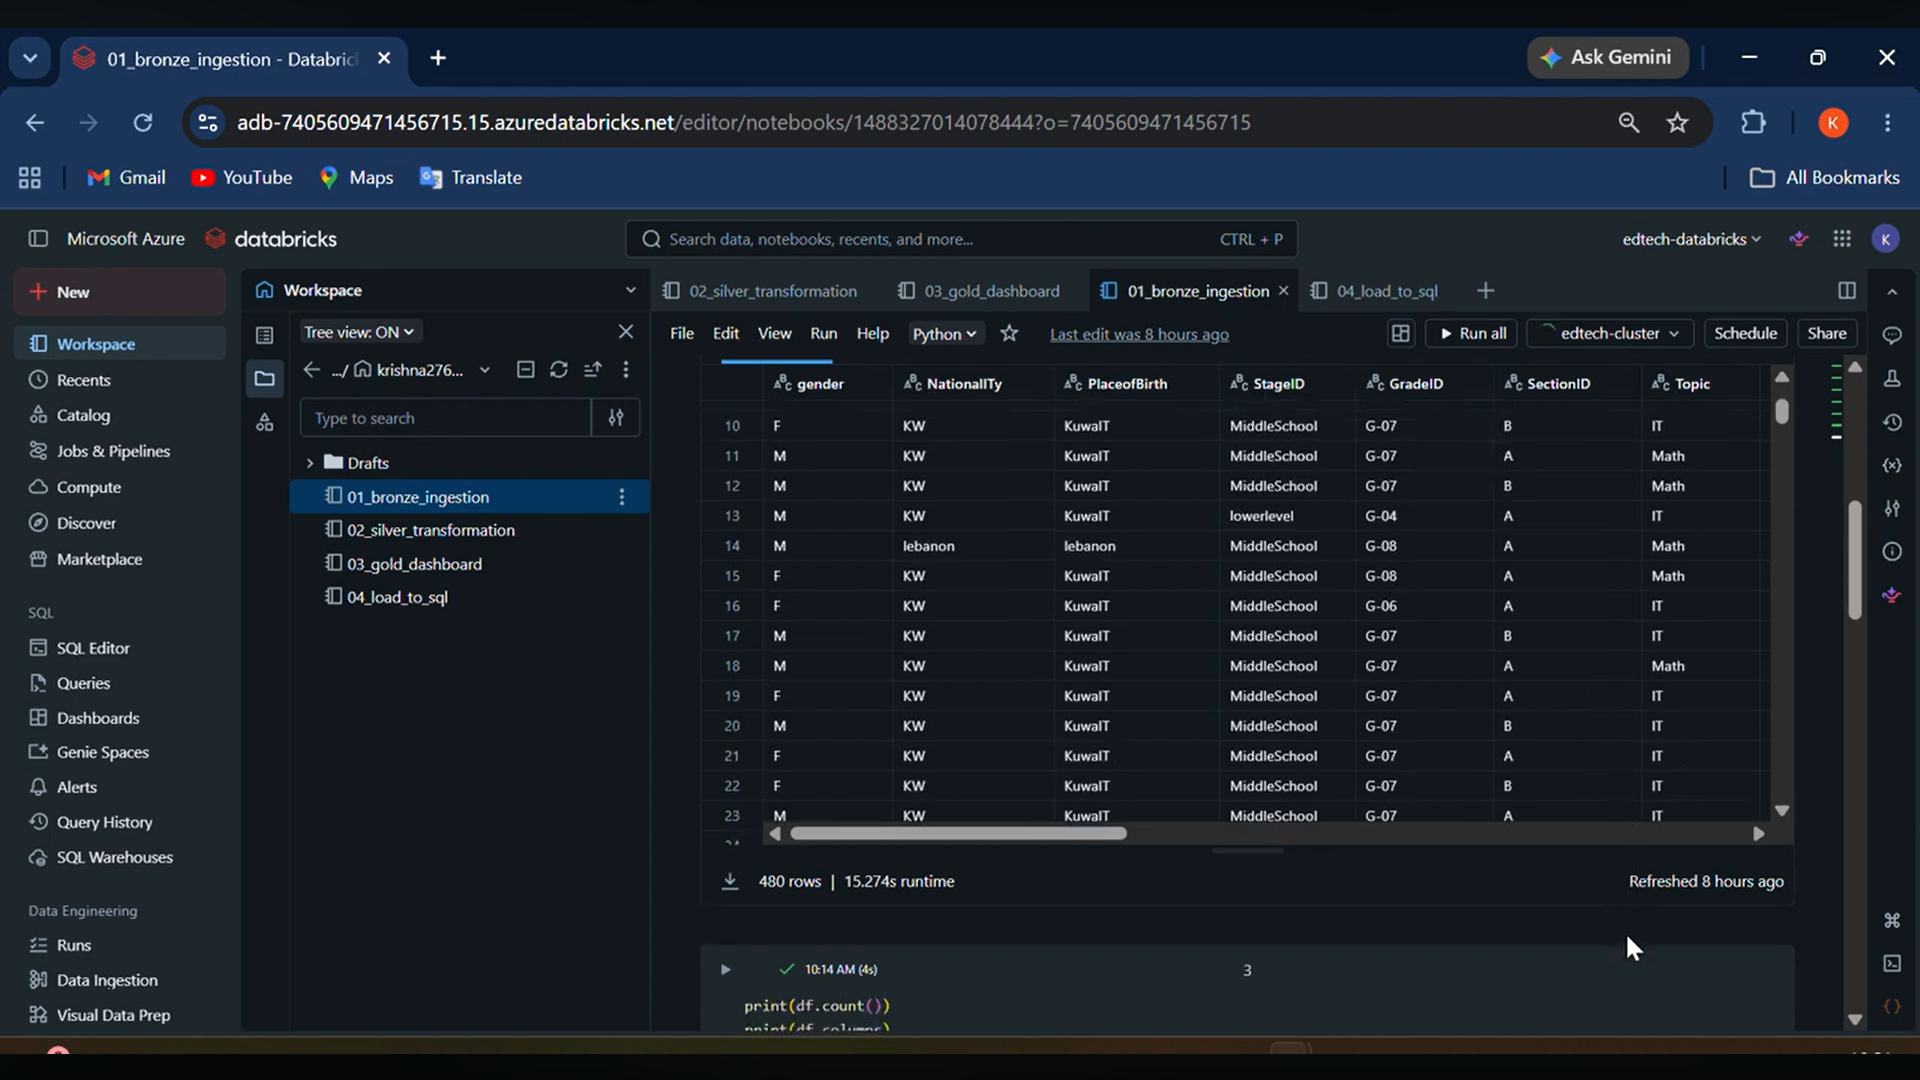 01_bronze_ingestion - Databric
Ask Gemini
adb-7405609471456715.15.azuredatabricks.net/editor/notebooks/1488327014078444?o=7405609471456715
K
Gmail YouTube Maps Translate All Bookmarks
Microsoft Azure databricks Search data, notebooks, recents, and more... CTRL + P edtech-databricks K
New
Workspace
Recents
Catalog
Jobs & Pipelines
Compute
Discover
Marketplace
SQL
SQL Editor
Queries
Dashboards
Genie Spaces
Alerts
Query History
SQL Warehouses
Data Engineering
Runs
Data Ingestion
Visual Data Prep
Workspace
Tree view: ON
.../ krishna276...
Type to search
Drafts
01_bronze_ingestion
02_silver_transformation
03_gold_dashboard
04_load_to_sql
02_silver_transformation 03_gold_dashboard 01_bronze_ingestion 04_load_to_sql
File Edit View Run Help Python Last edit was 8 hours ago Run all edtech-cluster Schedule Share
gender NationalITy PlaceofBirth StageID GradeID SectionID Topic
10 F KW KuwaIT MiddleSchool G-07 B IT
11 M KW KuwaIT MiddleSchool G-07 A Math
12 M KW KuwaIT MiddleSchool G-07 B Math
13 M KW KuwaIT lowerlevel G-04 A IT
14 M lebanon lebanon MiddleSchool G-08 A Math
15 F KW KuwaIT MiddleSchool G-08 A Math
16 F KW KuwaIT MiddleSchool G-06 A IT
17 M KW KuwaIT MiddleSchool G-07 B IT
18 M KW KuwaIT MiddleSchool G-07 A Math
19 F KW KuwaIT MiddleSchool G-07 A IT
20 M KW KuwaIT MiddleSchool G-07 B IT
21 F KW KuwaIT MiddleSchool G-07 A IT
22 F KW KuwaIT MiddleSchool G-07 B IT
23 M KW KuwaIT MiddleSchool G-07 A IT
480 rows | 15.274s runtime Refreshed 8 hours ago
10:14 AM (4s) 3
print(df.count())
print(df.columns)